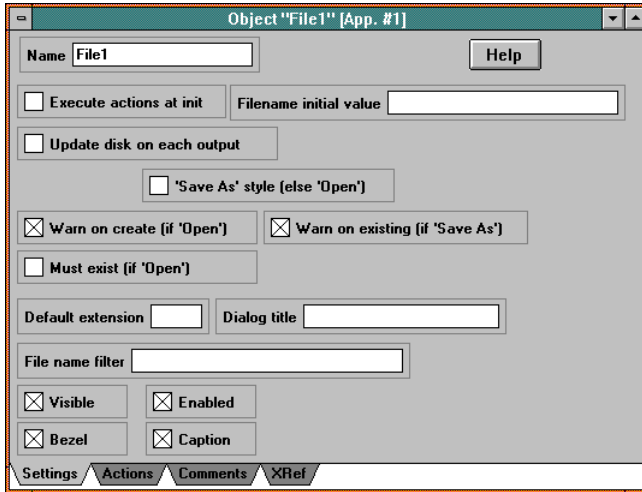 Object "File1" [App. #1]
Name File1
Help
Execute actions at init
Filename initial value
Update disk on each output
'Save As' style (else 'Open')
Warn on create (if 'Open')
Warn on existing (if 'Save As')
Must exist (if 'Open')
Default extension
Dialog title
File name filter
Visible
Enabled
Bezel
Caption
Settings Actions Comments XRef